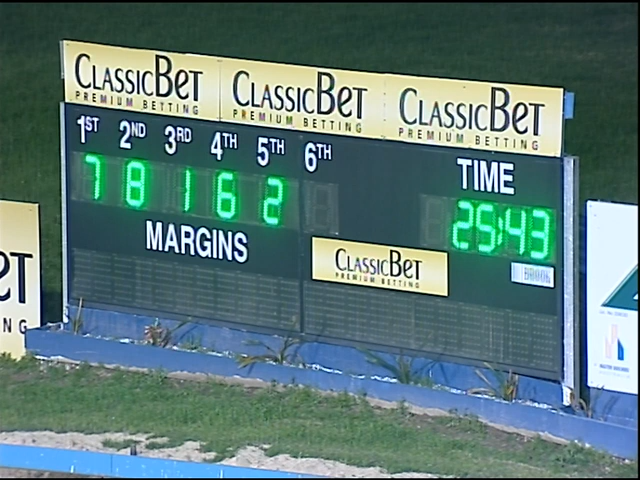 CLASSICBET CLASSICBET CLASSICBET
PREMIUM BETTING PREMIUM BETTING PREMIUM BETTING
1ST 2ND 3RD 4TH 5TH 6TH
TIME
7 8 1 6 2
25:43
MARGINS
CLASSICBET
PREMIUM BETTING
ET
NG